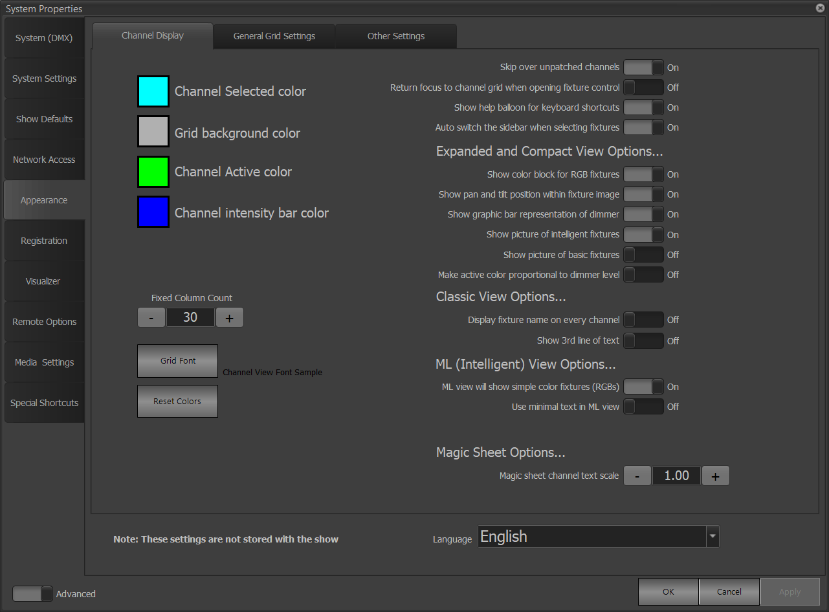 System Properties
System (DMX)
System Settings
Show Defaults
Network Access
Appearance
Registration
Visualizer
Remote Options
Media Settings
Special Shortcuts
Channel Display
General Grid Settings
Other Settings
Channel Selected color
Grid background color
Channel Active color
Channel intensity bar color
Fixed Column Count
- 30 +
Grid Font
Channel View Font Sample
Reset Colors
Skip over unpatched channels On
Return focus to channel grid when opening fixture control Off
Show help balloon for keyboard shortcuts On
Auto switch the sidebar when selecting fixtures On
Expanded and Compact View Options...
Show color block for RGB fixtures On
Show pan and tilt position within fixture image On
Show graphic bar representation of dimmer On
Show picture of intelligent fixtures On
Show picture of basic fixtures Off
Make active color proportional to dimmer level Off
Classic View Options...
Display fixture name on every channel Off
Show 3rd line of text Off
ML (Intelligent) View Options...
ML view will show simple color fixtures (RGBs) On
Use minimal text in ML view Off
Magic Sheet Options...
Magic sheet channel text scale - 1.00 +
Note: These settings are not stored with the show
Language English
Advanced
OK
Cancel
Apply